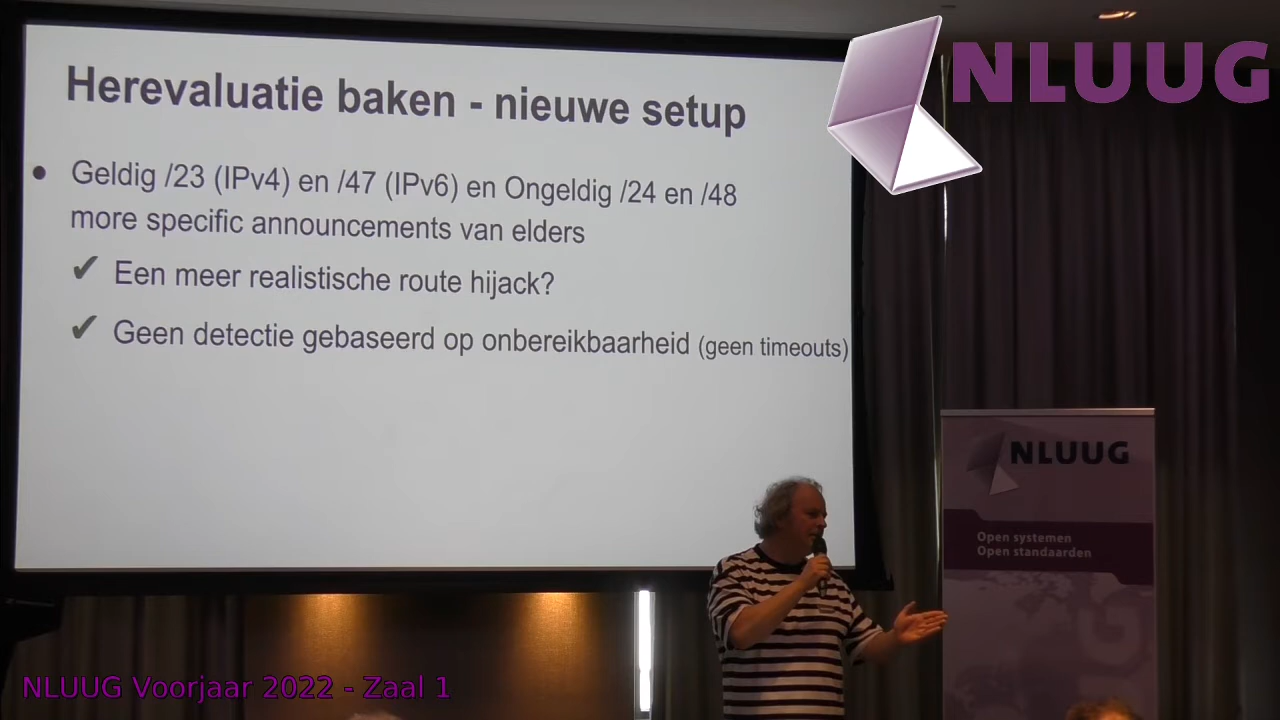 Herevaluatie baken - nieuwe setup
• Geldig /23 (IPv4) en /47 (IPv6) en Ongeldig /24 en /48
more specific announcements van elders
✔ Een meer realistische route hijack?
✔ Geen detectie gebaseerd op onbereikbaarheid (geen timeouts)
NLUUG
NLUUG
Open systemen
Open standaarden
NLUUG Voorjaar 2022 - Zaal 1